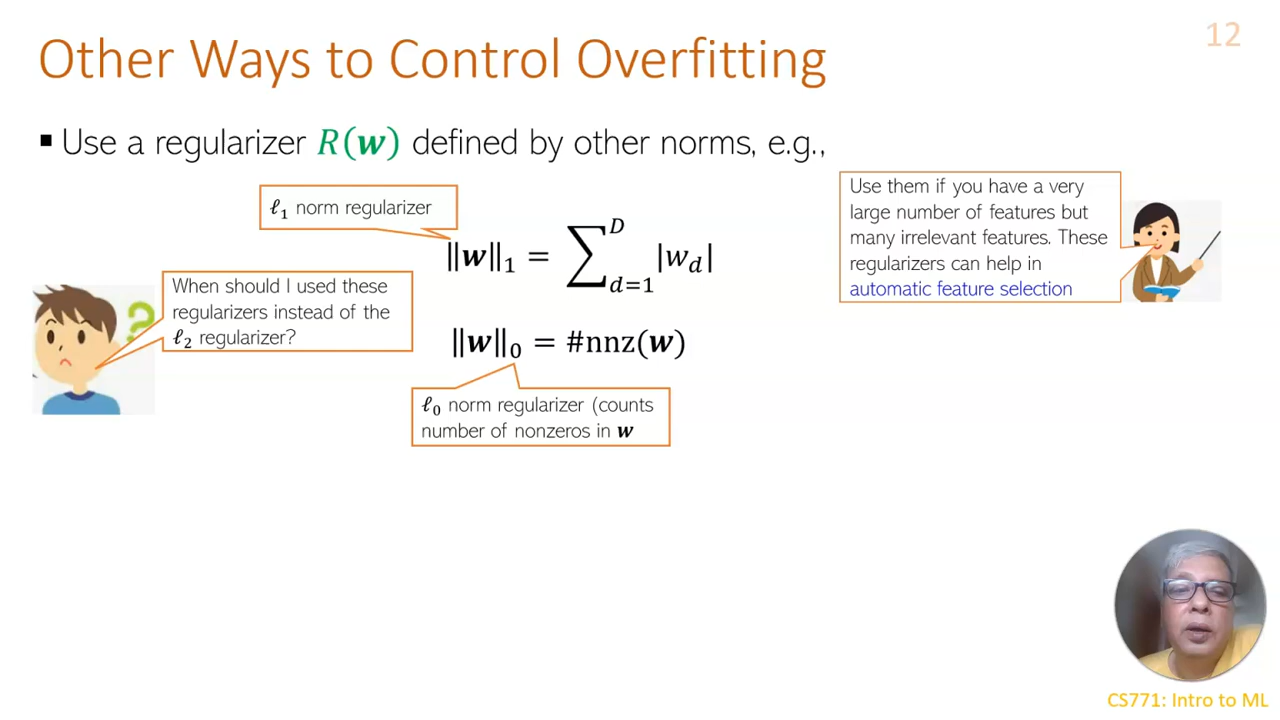 12
Other Ways to Control Overfitting
▪ Use a regularizer R(w) defined by other norms, e.g.,
ℓ₁ norm regularizer
‖w‖₁ = ∑_{d=1}^{D} |w_d|
Use them if you have a very
large number of features but
many irrelevant features. These
regularizers can help in
automatic feature selection
When should I used these
regularizers instead of the
ℓ₂ regularizer?
?
‖w‖₀ = #nnz(w)
ℓ₀ norm regularizer (counts
number of nonzeros in w
CS771: Intro to ML